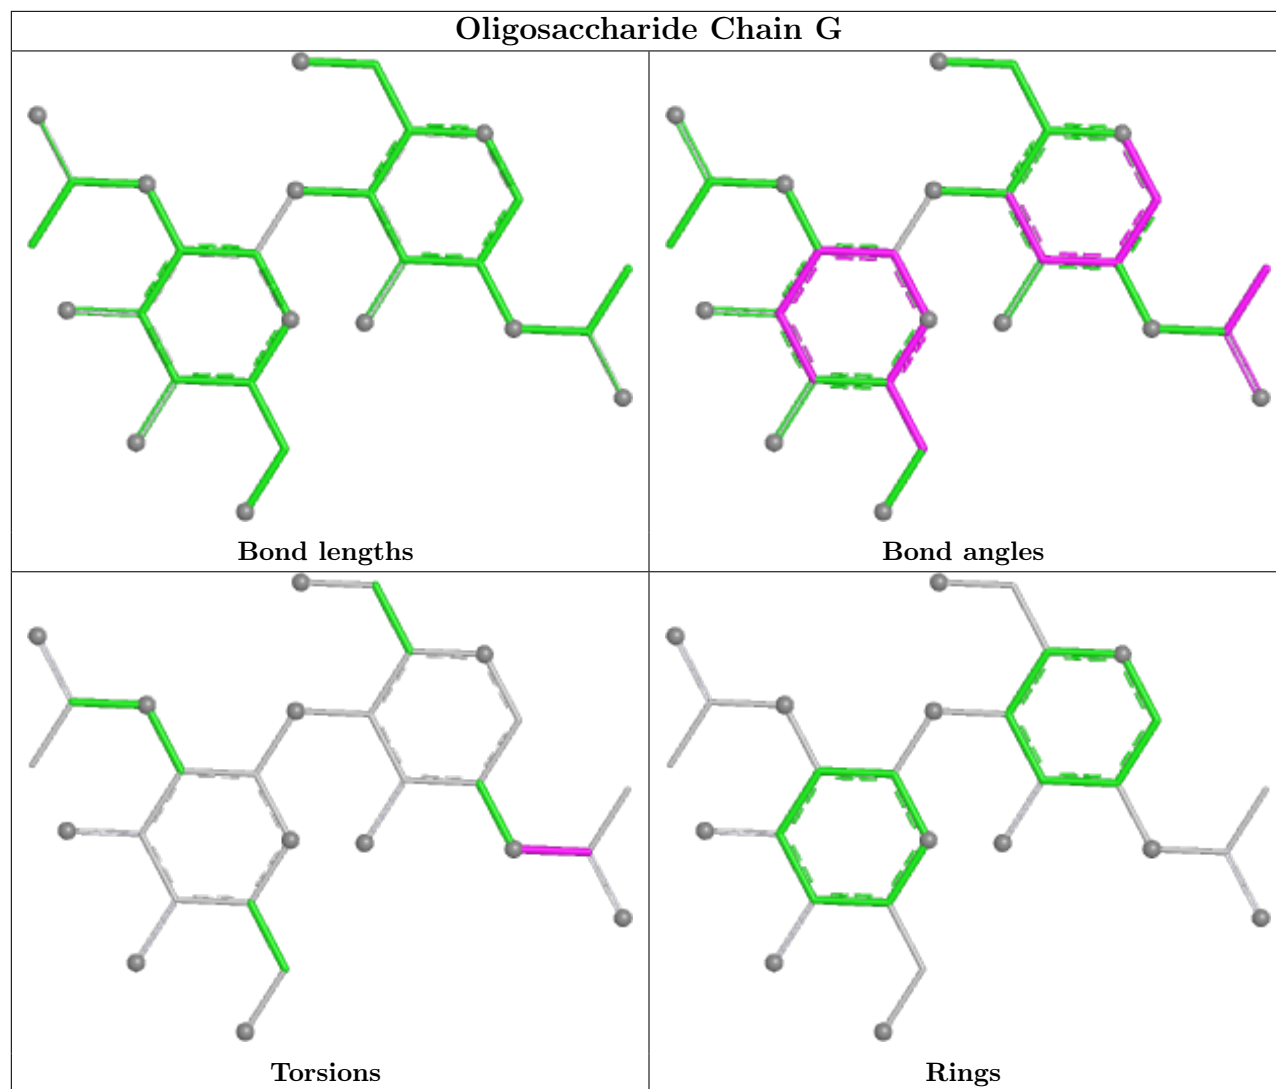 Oligosaccharide Chain G
Bond lengths
Bond angles
Torsions
Rings